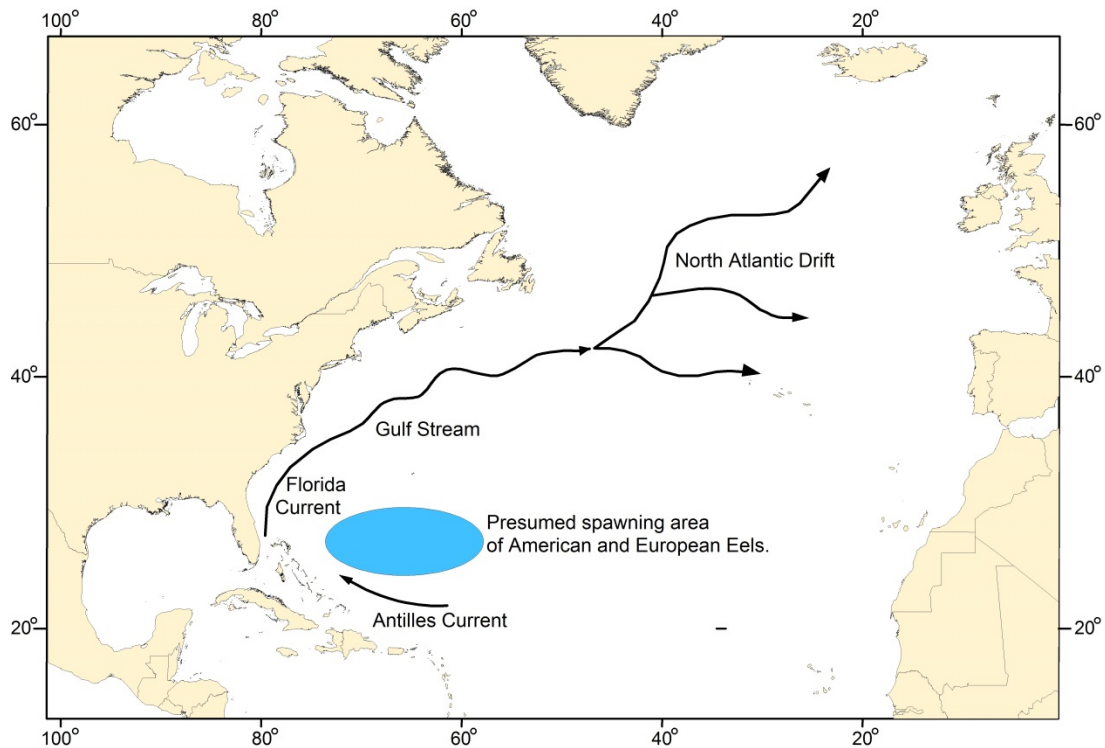 100° 80° 60° 40° 20°
60° 60°
North Atlantic Drift
40° 40°
Gulf Stream
Florida
Current
Presumed spawning area
of American and European Eels.
Antilles Current
20° 20°
100° 80° 60° 40° 20°